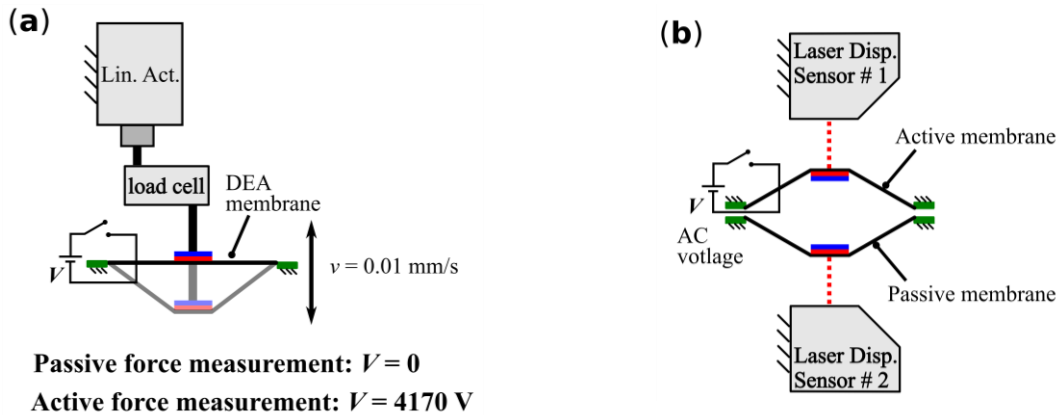 (a)
Lin. Act.
load cell
DEA
membrane
V
v = 0.01 mm/s
Passive force measurement: V = 0
Active force measurement: V = 4170 V
(b)
Laser Disp.
Sensor # 1
Active membrane
V
AC
votlage
Passive membrane
Laser Disp.
Sensor # 2